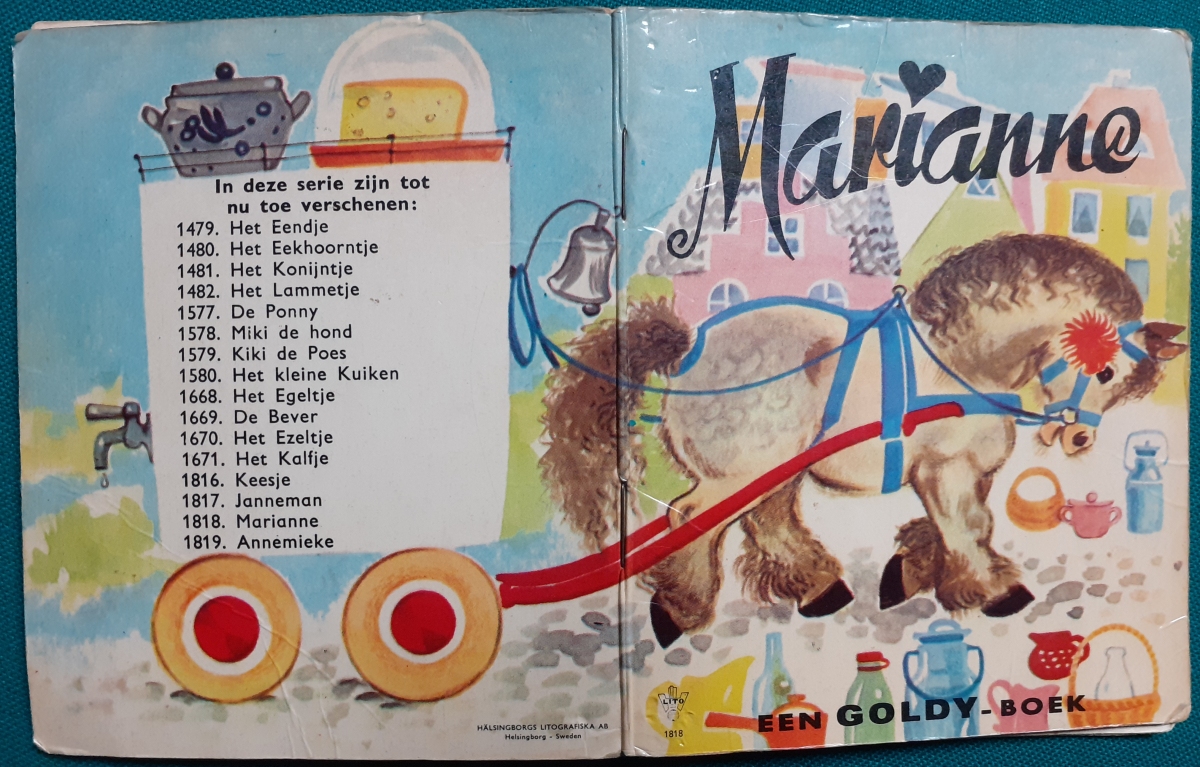 In deze serie zijn tot
nu toe verschenen:
1479. Het Eendje
1480. Het Eekhoorntje
1481. Het Konijntje
1482. Het Lammetje
1577. De Ponny
1578. Miki de hond
1579. Kiki de Poes
1580. Het kleine Kuiken
1668. Het Egeltje
1669. De Bever
1670. Het Ezeltje
1671. Het Kalfje
1816. Keesje
1817. Janneman
1818. Marianne
1819. Annemieke
HÄLSINGBORGS LITOGRAFISKA AB
Helsingborg - Sweden
Marianne
LITO
1818
EEN GOLDY-BOEK